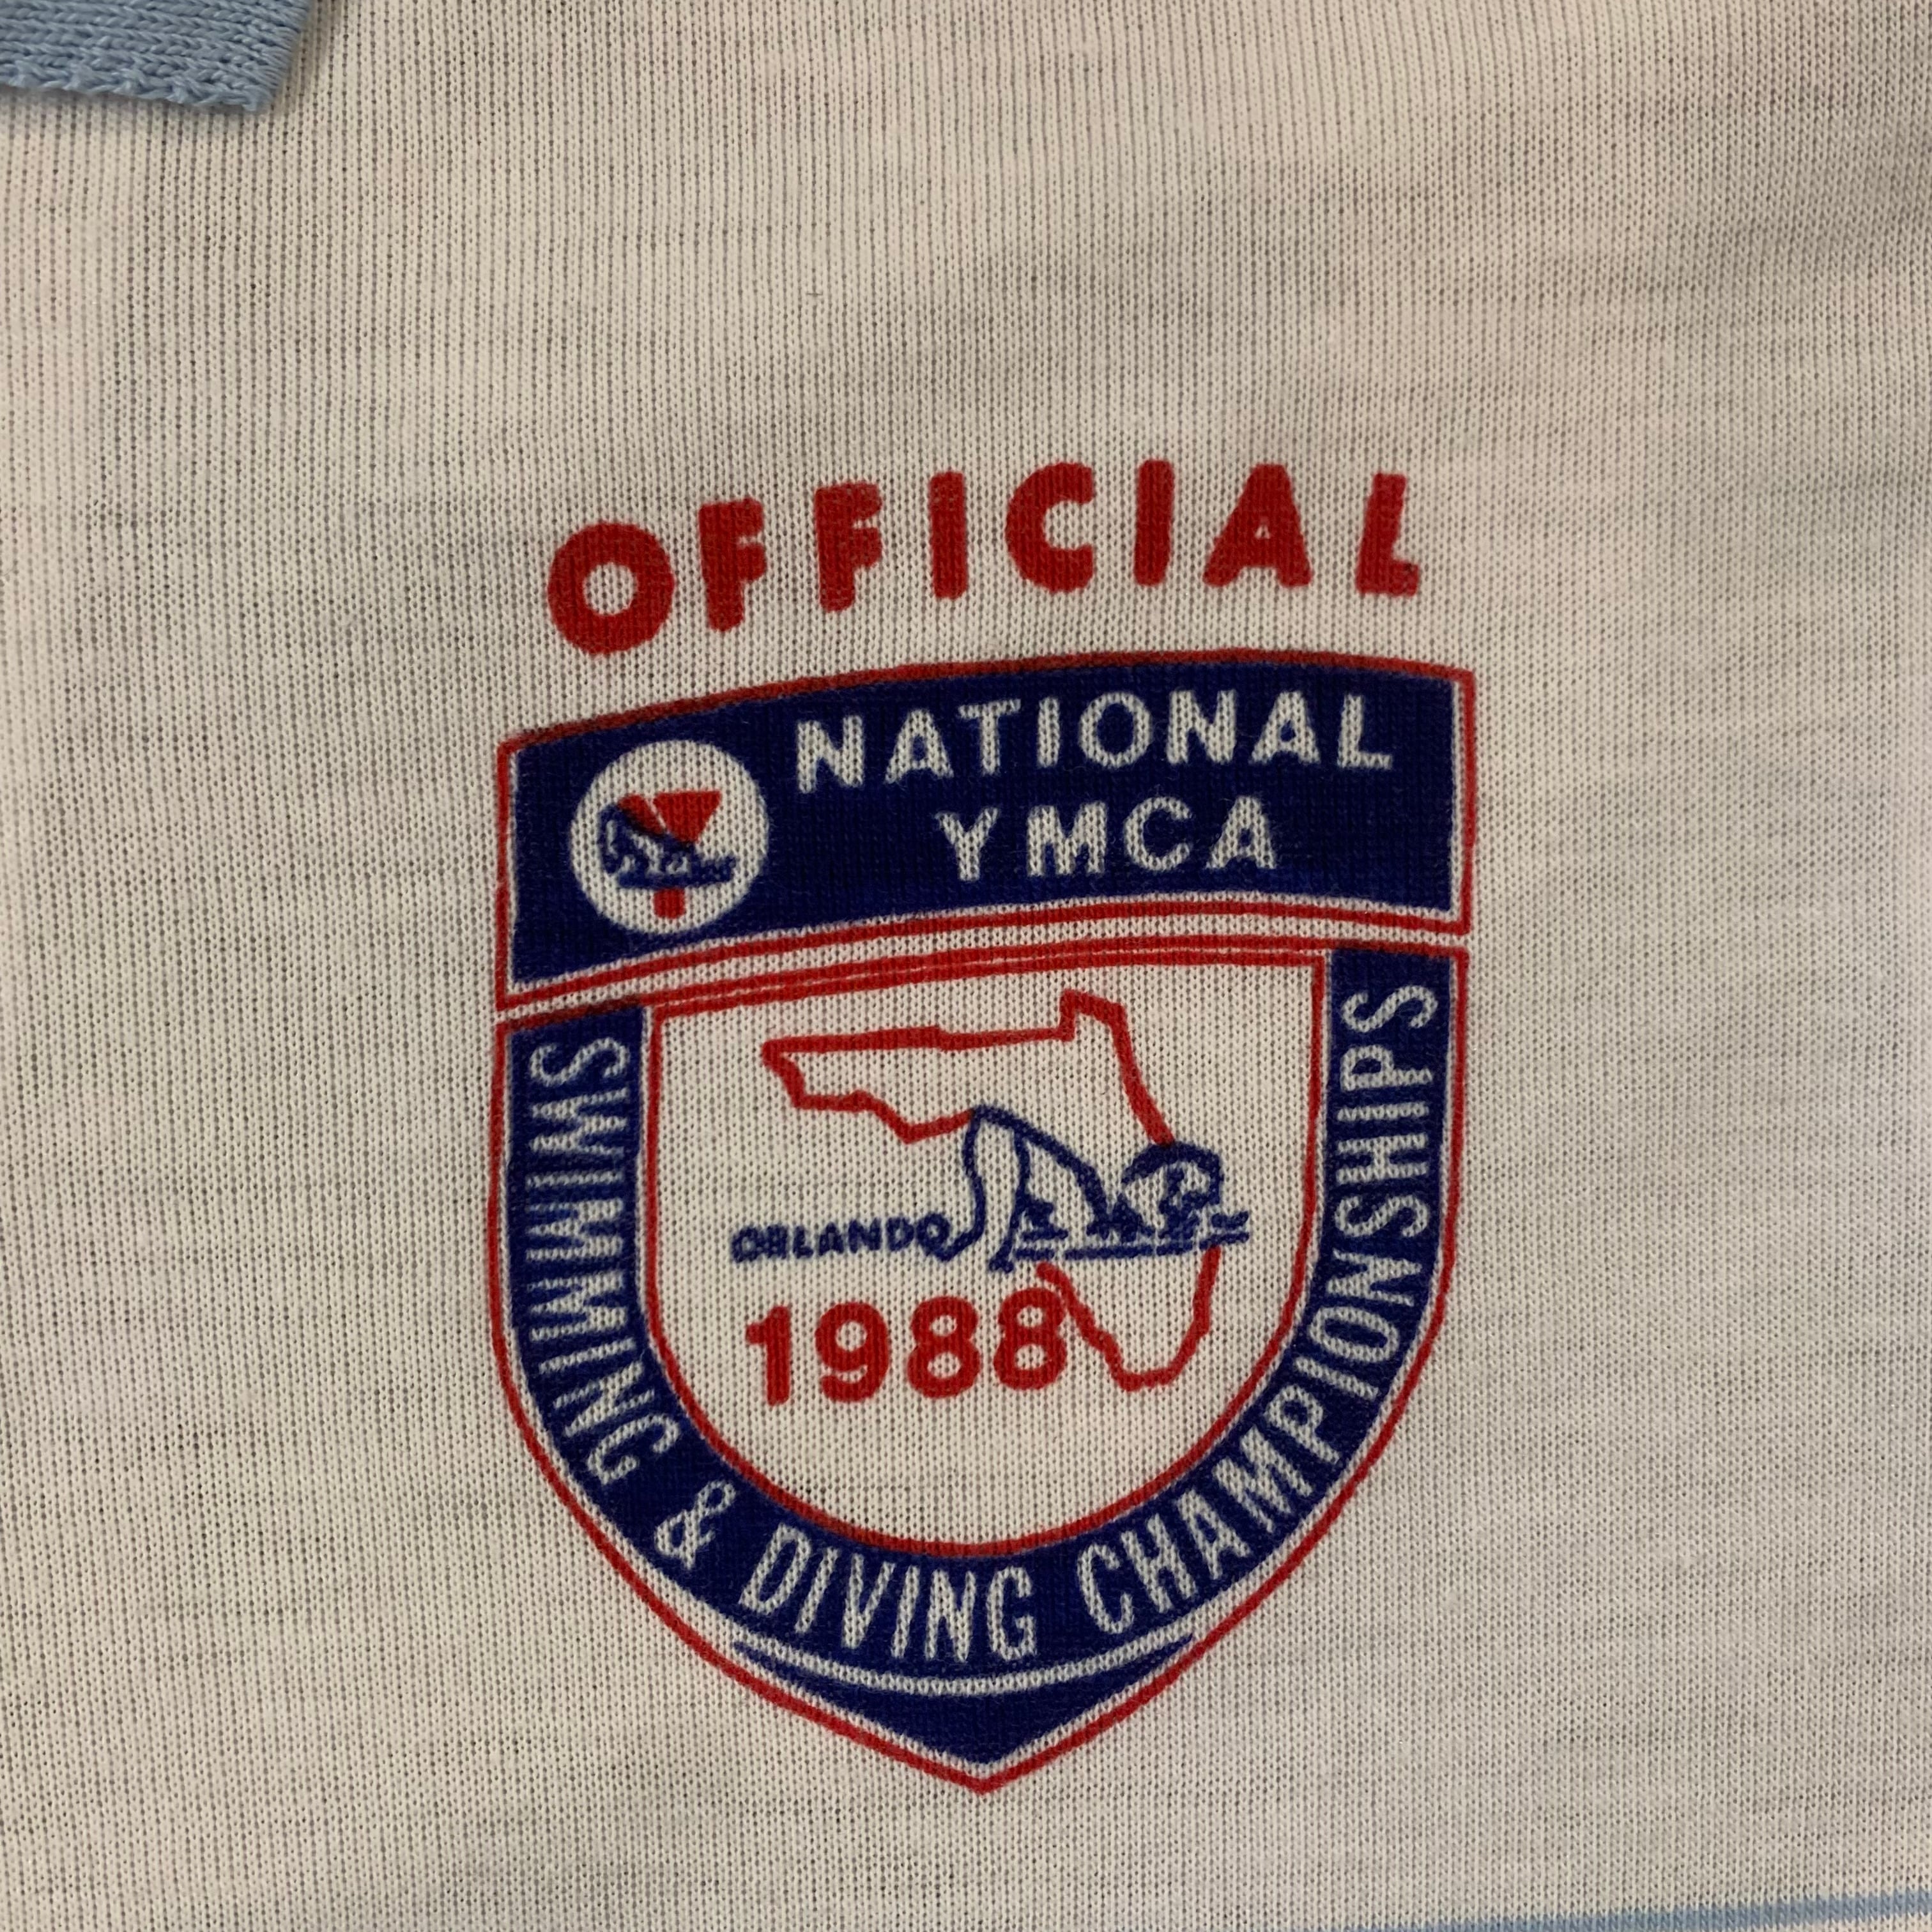 OFFICIAL
NATIONAL
YMCA
ORLANDO
1988
SWIMMING & DIVING CHAMPIONSHIPS